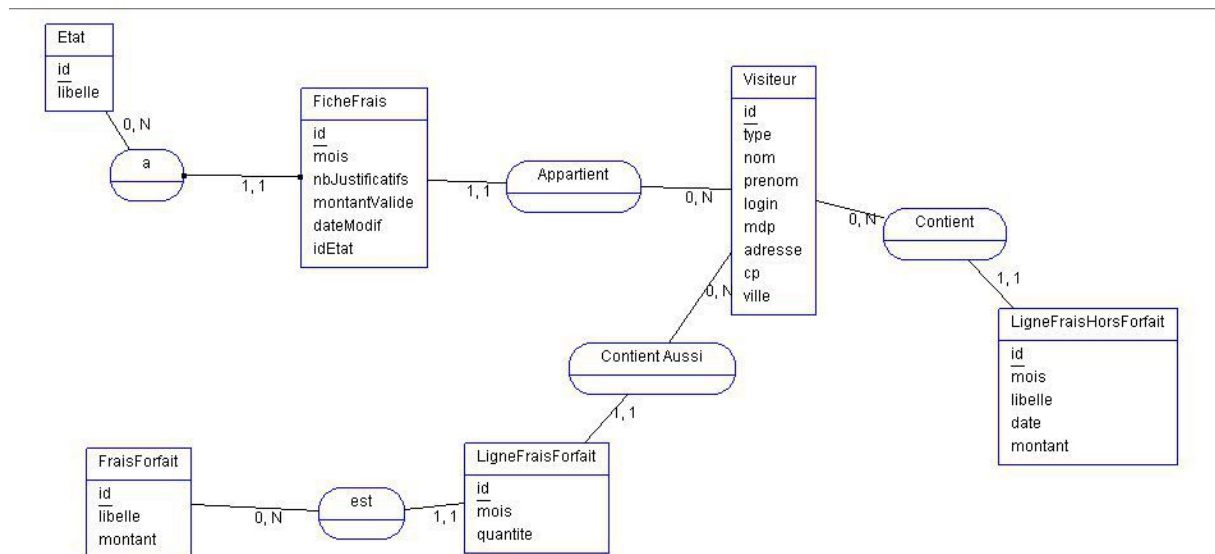 Etat
id
libelle
0, N
a
1, 1
FicheFrais
id
mois
nbJustificatifs
montantValide
dateModif
idEtat
1, 1
Appartient
0, N
Visiteur
id
type
nom
prenom
login
mdp
adresse
cp
ville
0, N
Contient
1, 1
LigneFraisHorsForfait
id
mois
libelle
date
montant
0, N
Contient Aussi
1, 1
FraisForfait
id
libelle
montant
0, N
est
1, 1
LigneFraisForfait
id
mois
quantite